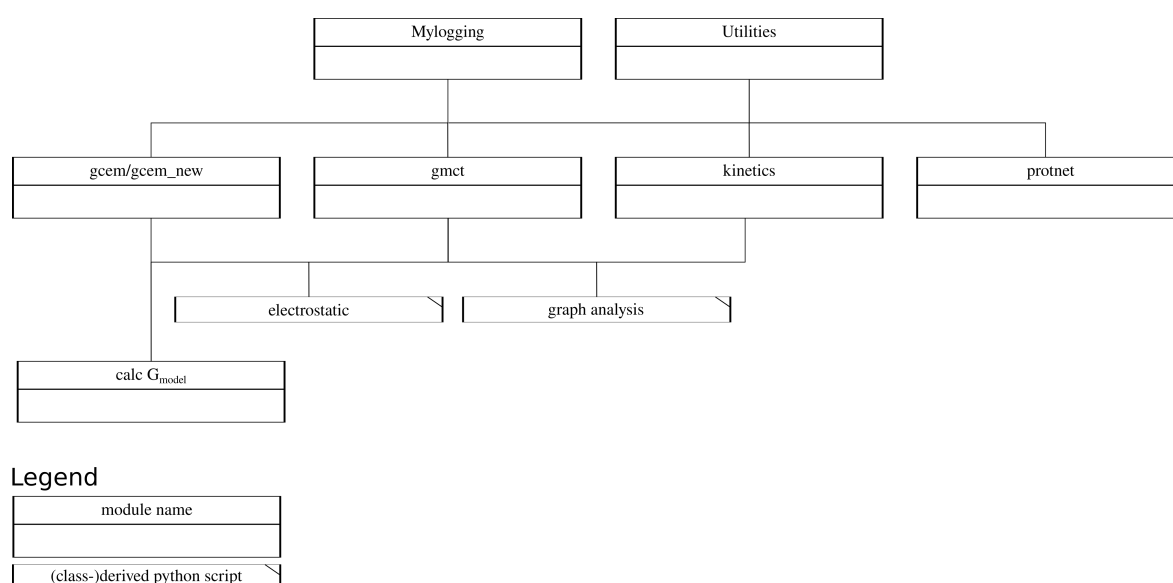 Mylogging
Utilities
gcem/gcem_new
gmct
kinetics
protnet
electrostatic
graph analysis
calc Gmodel
Legend
module name
(class-)derived python script